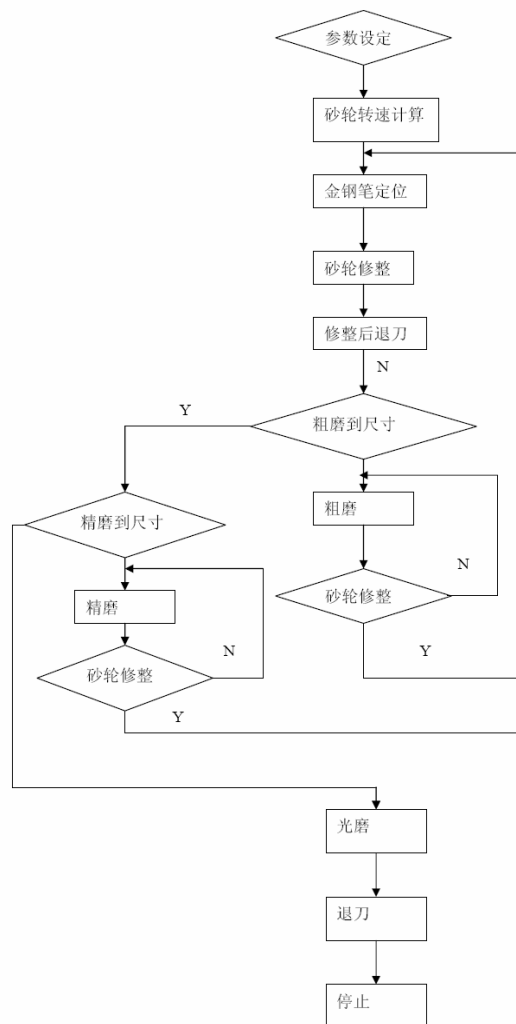 参数设定
砂轮转速计算
金钢笔定位
砂轮修整
修整后退刀
N
Y
粗磨到尺寸
精磨到尺寸
粗磨
N
砂轮修整
精磨
N
Y
砂轮修整
Y
光磨
退刀
停止